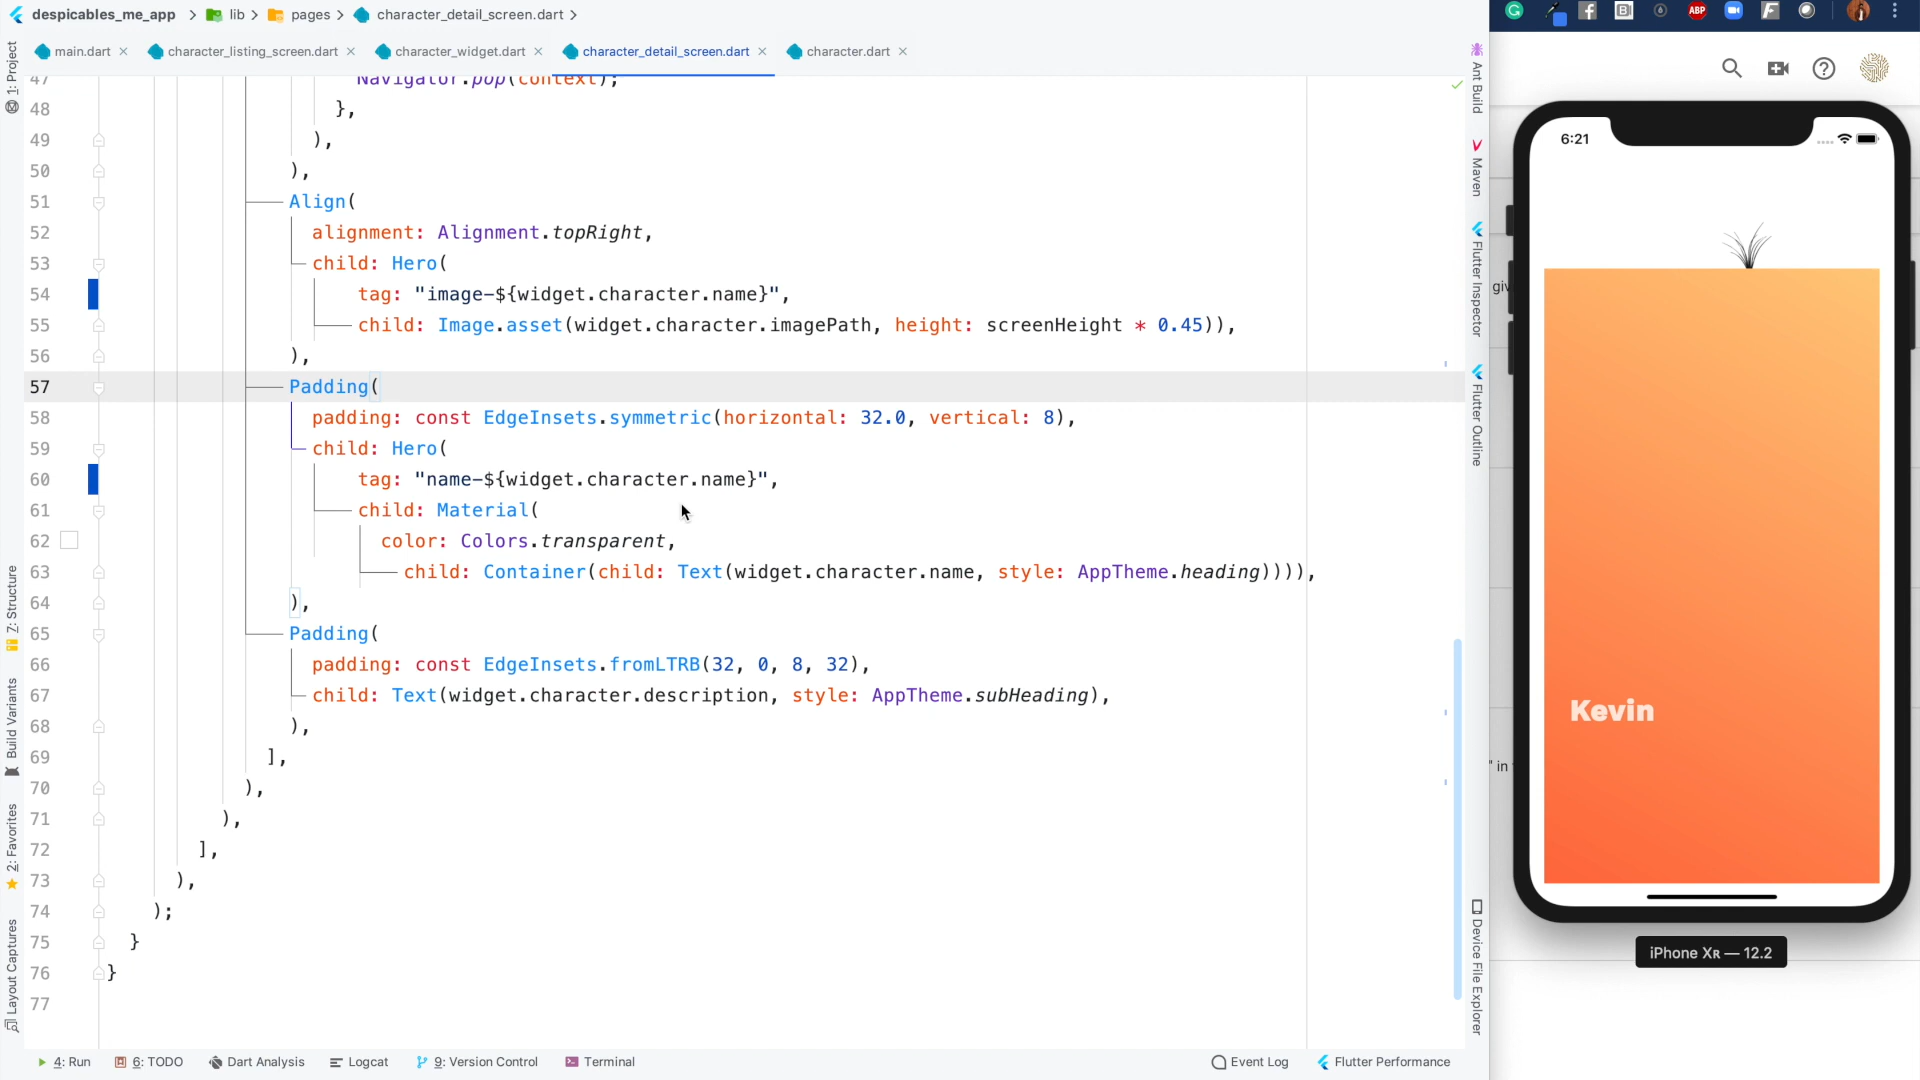 despicables_me_app lib pages character_detail_screen.dart
main.dart character_listing_screen.dart character_widget.dart character_detail_screen.dart character.dart
1: Project
7: Structure
Build Variants
2: Favorites
Layout Captures
47 Navigator.pop(context);
48 },
49 ),
50 ),
51 Align(
52 alignment: Alignment.topRight,
53 child: Hero(
54 tag: "image-${widget.character.name}",
55 child: Image.asset(widget.character.imagePath, height: screenHeight * 0.45)),
56 ),
57 Padding(
58 padding: const EdgeInsets.symmetric(horizontal: 32.0, vertical: 8),
59 child: Hero(
60 tag: "name-${widget.character.name}",
61 child: Material(
62 color: Colors.transparent,
63 child: Container(child: Text(widget.character.name, style: AppTheme.heading)))),
64 ),
65 Padding(
66 padding: const EdgeInsets.fromLTRB(32, 0, 8, 32),
67 child: Text(widget.character.description, style: AppTheme.subHeading),
68 ),
69 ],
70 ),
71 ),
72 ],
73 ),
74 );
75 }
76 }
77
Ant Build
Maven
Flutter Inspector
Flutter Outline
Device File Explorer
4: Run 6: TODO Dart Analysis Logcat 9: Version Control Terminal Event Log Flutter Performance
ABP
giv
" in
6:21
Kevin
iPhone XR — 12.2